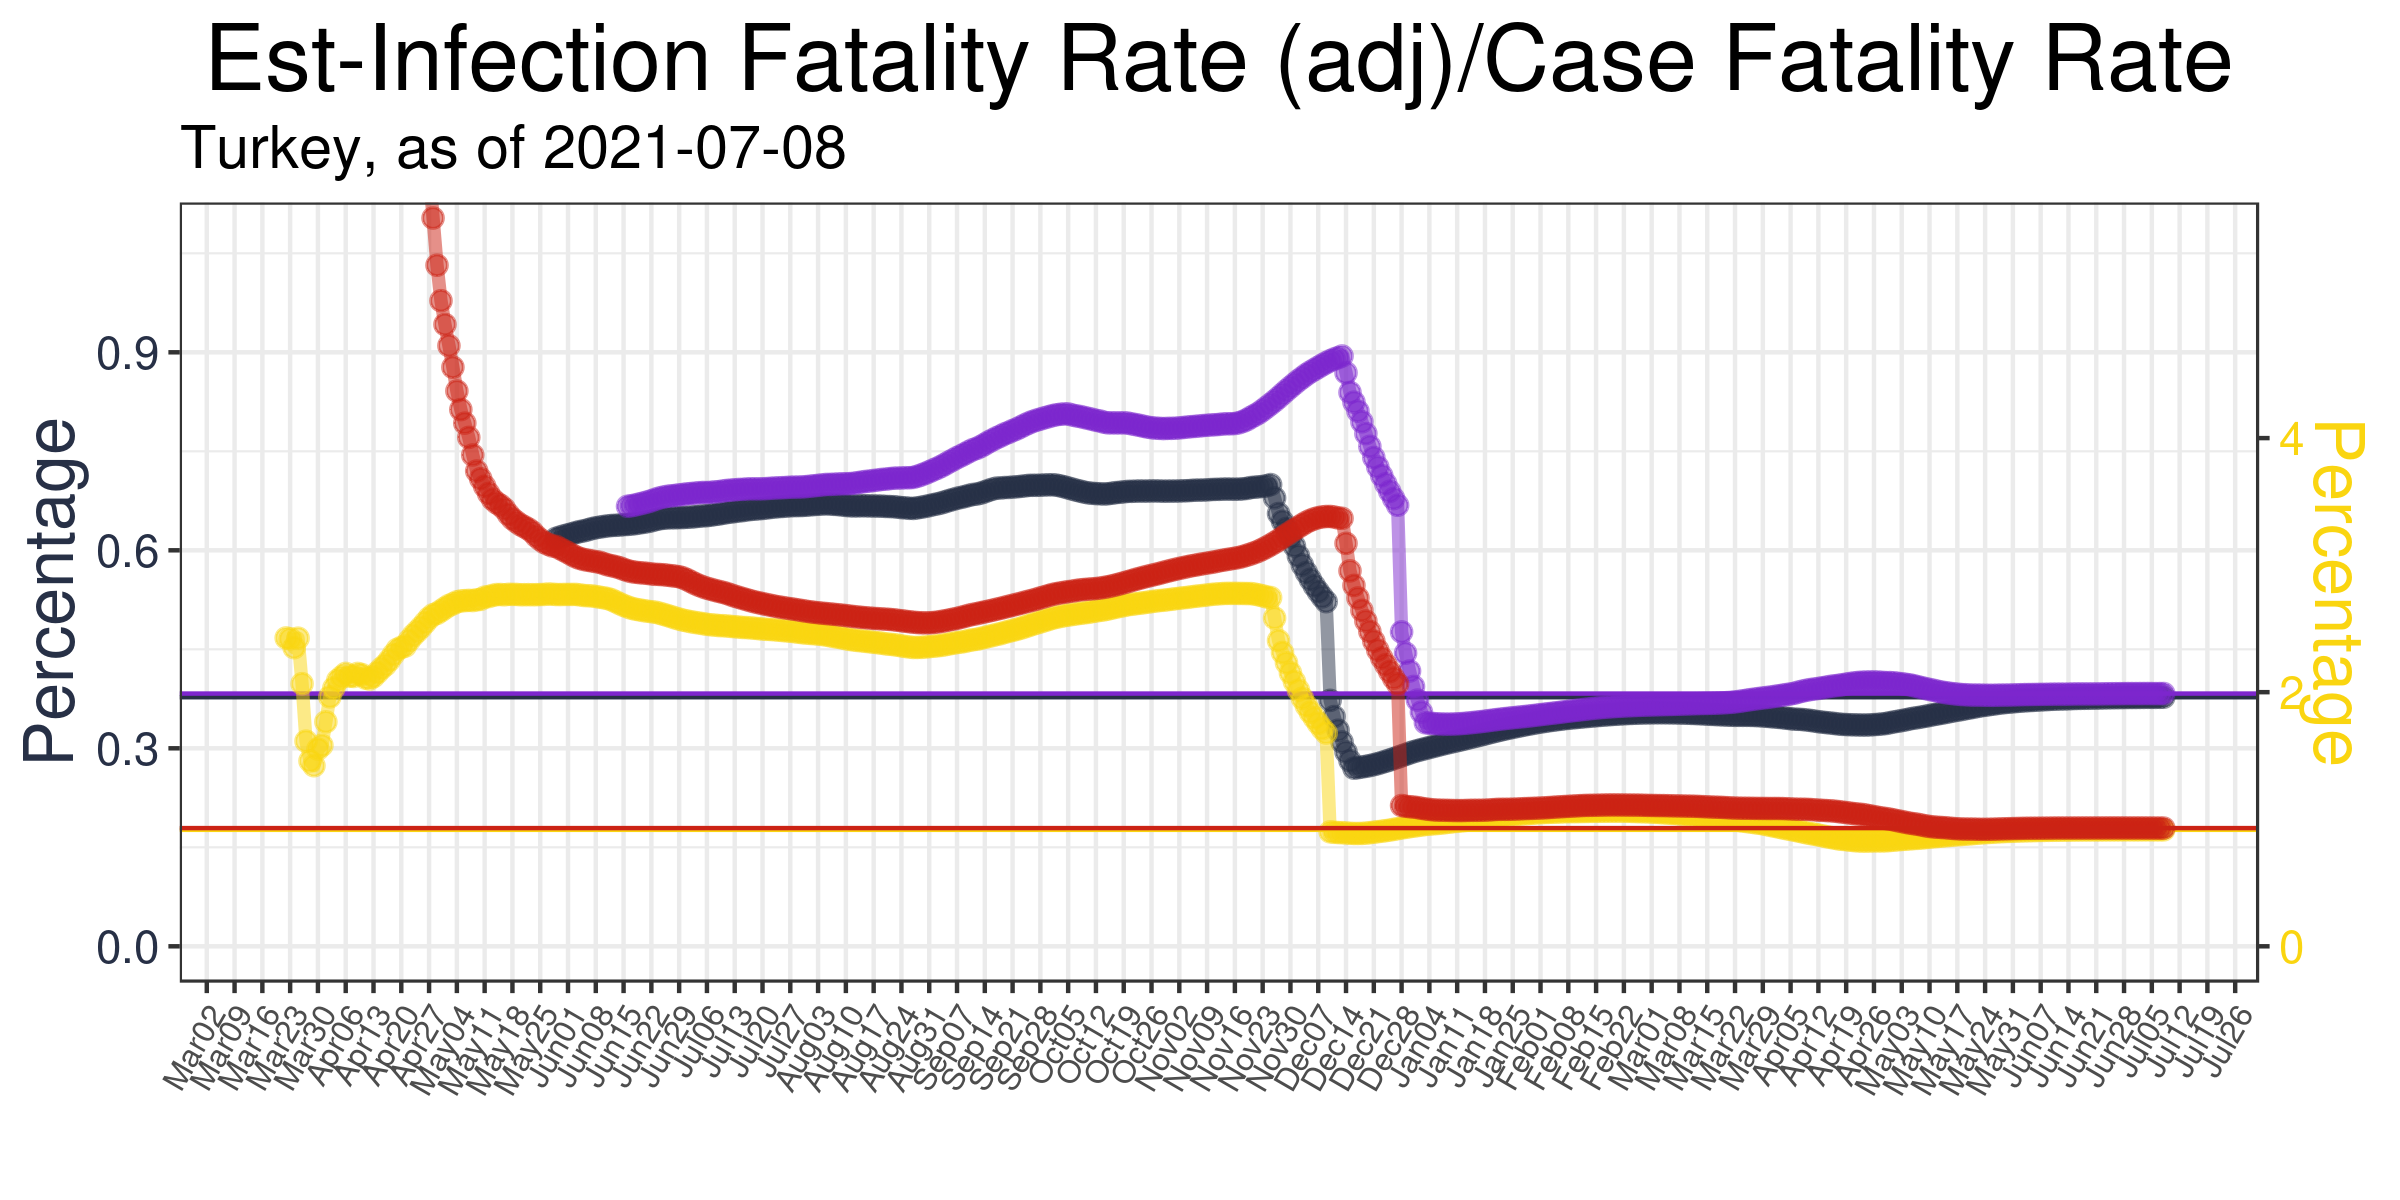 Est-Infection Fatality Rate (adj)/Case Fatality Rate
Turkey, as of 2021-07-08
Percentage
0.9
0.6
0.3
0.0
4
2
0
Percentage
Mar02
Mar09
Mar16
Mar23
Mar30
Apr06
Apr13
Apr20
Apr27
May04
May11
May18
May25
Jun01
Jun08
Jun15
Jun22
Jun29
Jul06
Jul13
Jul20
Jul27
Aug03
Aug10
Aug17
Aug24
Aug31
Sep07
Sep14
Sep21
Sep28
Oct05
Oct12
Oct19
Oct26
Nov02
Nov09
Nov16
Nov23
Nov30
Dec07
Dec14
Dec21
Dec28
Jan04
Jan11
Jan18
Jan25
Feb01
Feb08
Feb15
Feb22
Mar01
Mar08
Mar15
Mar22
Mar29
Apr05
Apr12
Apr19
Apr26
May03
May10
May17
May24
May31
Jun07
Jun14
Jun21
Jun28
Jul05
Jul12
Jul19
Jul26